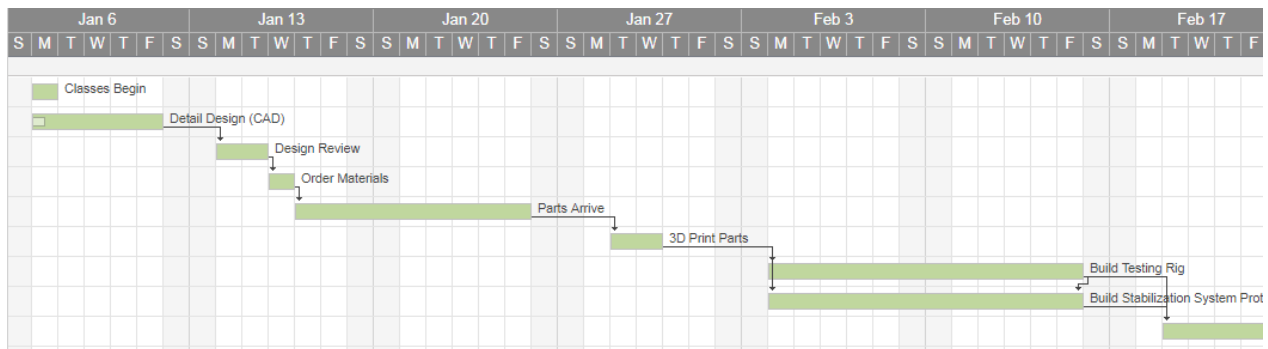 Jan 6 Jan 13 Jan 20 Jan 27 Feb 3 Feb 10 Feb 17
S M T W T F S S M T W T F S S M T W T F S S M T W T F S S M T W T F S S M T W T F S S M T W T F
Classes Begin
Detail Design (CAD)
Design Review
Order Materials
Parts Arrive
3D Print Parts
Build Testing Rig
Build Stabilization System Prot